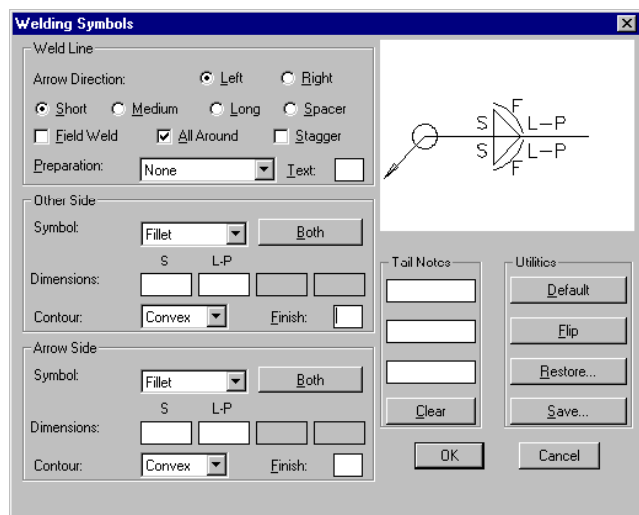 Welding Symbols
Weld Line
Arrow Direction: Left Right
Short Medium Long Spacer
Field Weld All Around Stagger
Preparation: None Text:
Other Side
Symbol: Fillet Both
S L-P
Dimensions:
Contour: Convex Finish:
Arrow Side
Symbol: Fillet Both
S L-P
Dimensions:
Contour: Convex Finish:
F
S L-P
S L-P
F
Tail Notes
Clear
Utilities
Default
Flip
Restore...
Save...
OK Cancel